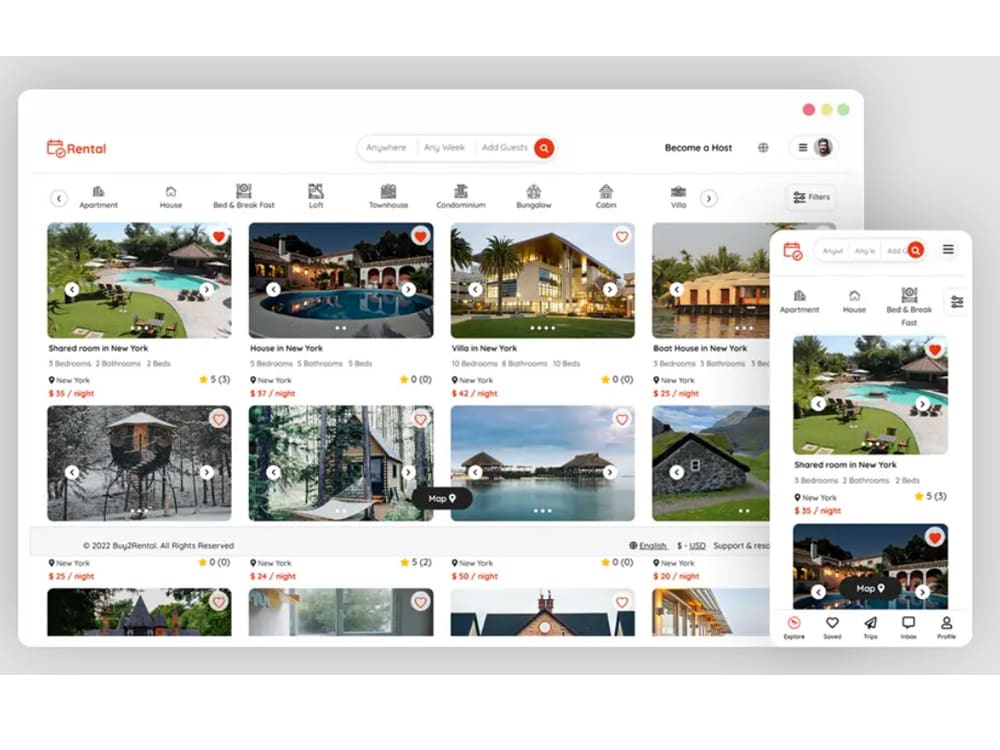 Rental
Anywhere Any Week Add Guests
Become a Host
Apartment House Bed & Break Fast Loft Townhouse Condominium Bungalow Cabin Villa
Filters
Shared room in New York
3 Bedrooms 2 Bathrooms 2 Beds
New York 5 (3)
$ 35 / night
House in New York
5 Bedrooms 5 Bathrooms 5 Beds
New York 0 (0)
$ 37 / night
Villa in New York
10 Bedrooms 8 Bathrooms 10 Beds
New York 0 (0)
$ 42 / night
Boat House in New York
3 Bedrooms 3 Bathrooms 3
New York
$ 25 / night
Map
© 2022 Buy2Rental. All Rights Reserved
English $ - USD Support &
New York 0 (0)
$ 25 / night
New York 5 (2)
$ 24 / night
New York 0 (0)
$ 50 / night
New York
$ 20 / night
Anywl Any W Add G
Apartment House Bed & Break
Fast
Shared room in New York
3 Bedrooms 2 Bathrooms 2 Beds
New York 5 (3)
$ 35 / night
Map
Explore Saved Trips Inbox Profile